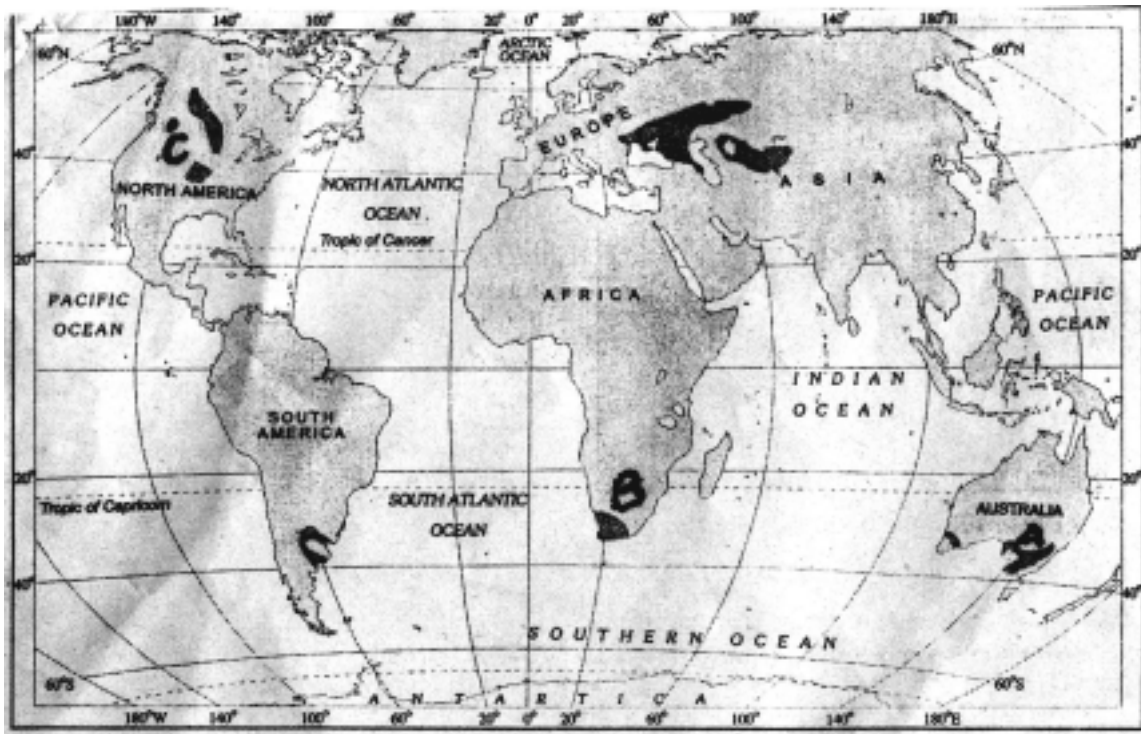 180°W 140° 100° 60° 20° 0° 20° 60° 100° 140° 180°E
60°N
ARCTIC
OCEAN
60°N
C
EUROPE
40°
40°
ASIA
NORTH AMERICA
NORTH ATLANTIC
OCEAN
Tropic of Cancer
20°
20°
PACIFIC
OCEAN
AFRICA
PACIFIC
OCEAN
INDIAN
OCEAN
SOUTH
AMERICA
20°
20°
B
Tropic of Capricorn
SOUTH ATLANTIC
OCEAN
AUSTRALIA
A
40°
40°
SOUTHERN OCEAN
60°S
60°S
ANTARTICA
180°W 140° 100° 60° 20° 0° 20° 60° 100° 140° 180°E